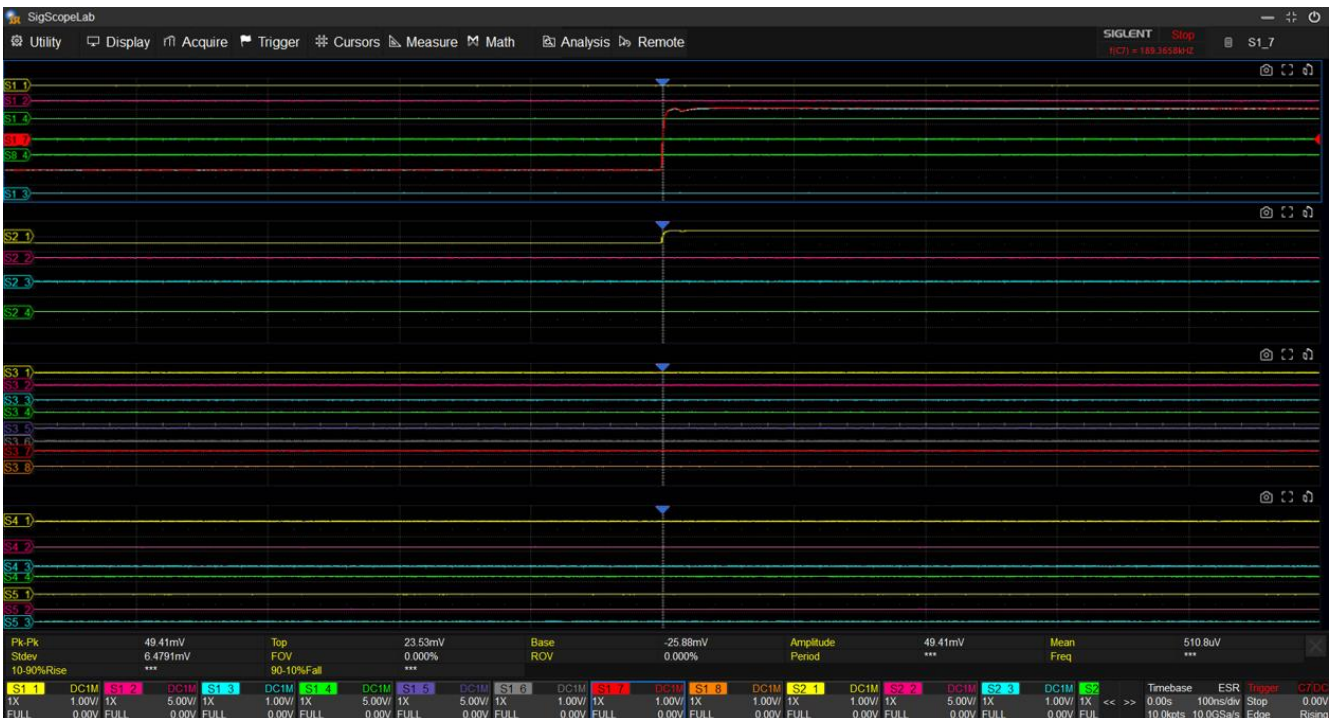 SigScopeLab
Utility Display Acquire Trigger Cursors Measure Math Analysis Remote SIGLENT Stop S1_7
f(C7) = 189.3658kHz
S1_1
S1_2
S1_4
S1_7
S8_4
S1_3
S2_1
S2_2
S2_3
S2_4
S3_1
S3_2
S3_3
S3_4
S3_5
S3_6
S3_7
S3_8
S4_1
S4_2
S4_3
S4_4
S5_1
S5_2
S5_3
Pk-Pk 49.41mV Top 23.53mV Base -25.88mV Amplitude 49.41mV Mean 510.8uV
Stdev 6.4791mV FOV 0.000% ROV 0.000% Period *** Freq ***
10-90%Rise *** 90-10%Fall ***
S1_1 DC1M S1_2 DC1M S1_3 DC1M S1_4 DC1M S1_5 DC1M S1_6 DC1M S1_7 DC1M S1_8 DC1M S2_1 DC1M S2_2 DC1M S2_3 DC1M S2 Timebase ESR Trigger C7DC
1X 1.00V/ 1X 5.00V/ 1X 1.00V/ 1X 5.00V/ 1X 5.00V/ 1X 1.00V/ 1X 1.00V/ 1X 1.00V/ 1X 1.00V/ 1X 5.00V/ 1X 1.00V/ 1X << >> 0.00s 100ns/div Stop 0.00V
FULL 0.00V FULL 0.00V FULL 0.00V FULL 0.00V FULL 0.00V FULL 0.00V FULL 0.00V FULL 0.00V FULL 0.00V FULL 0.00V FULL 0.00V FUL 10.0kpts 10.0GSa/s Edge Rising